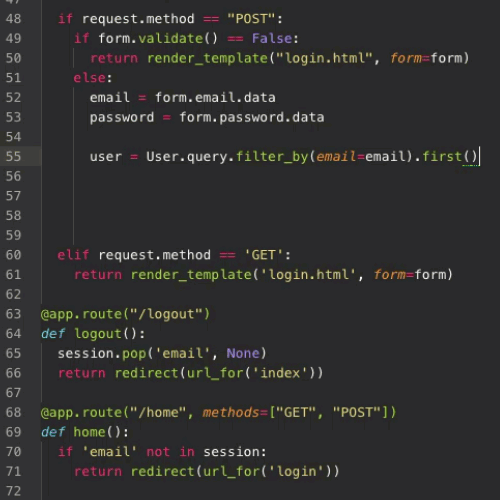 48 if request.method == "POST":
49 if form.validate() == False:
50 return render_template("login.html", form=form)
51 else:
52 email = form.email.data
53 password = form.password.data
54
55 user = User.query.filter_by(email=email).first()
56
57
58
59
60 elif request.method == 'GET':
61 return render_template('login.html', form=form)
62
63 @app.route("/logout")
64 def logout():
65 session.pop('email', None)
66 return redirect(url_for('index'))
67
68 @app.route("/home", methods=["GET", "POST"])
69 def home():
70 if 'email' not in session:
71 return redirect(url_for('login'))
72